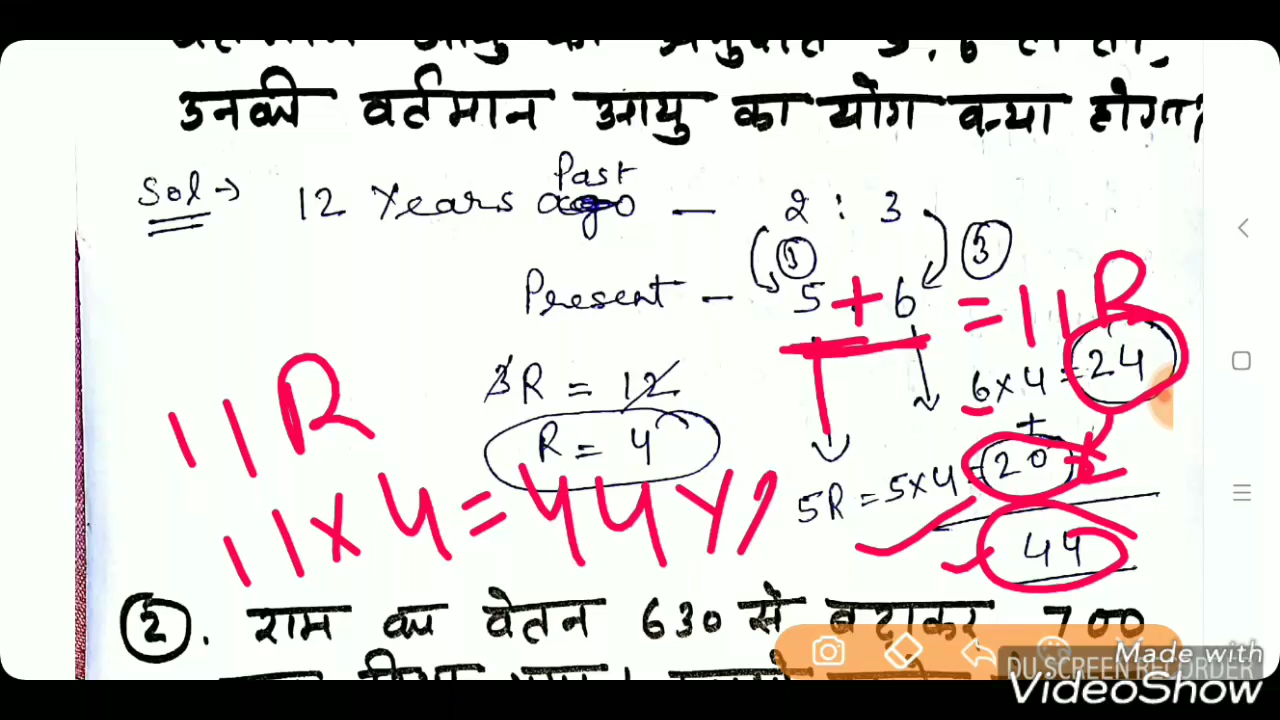 उनकी वर्तमान आयु का योग क्या होगा,
Sol→ 12 Years ago Past — 2 : 3
3 3
Present — 5 + 6 = 11R
3R = 12
R = 4
6×4 = 24
+
5R = 5×4 = 20
44
11R
11×4 = 44 Y
(2). राम का वेतन 630 से बढ़ाकर 700
Made with
DU SCREEN RECORDER
VideoShow